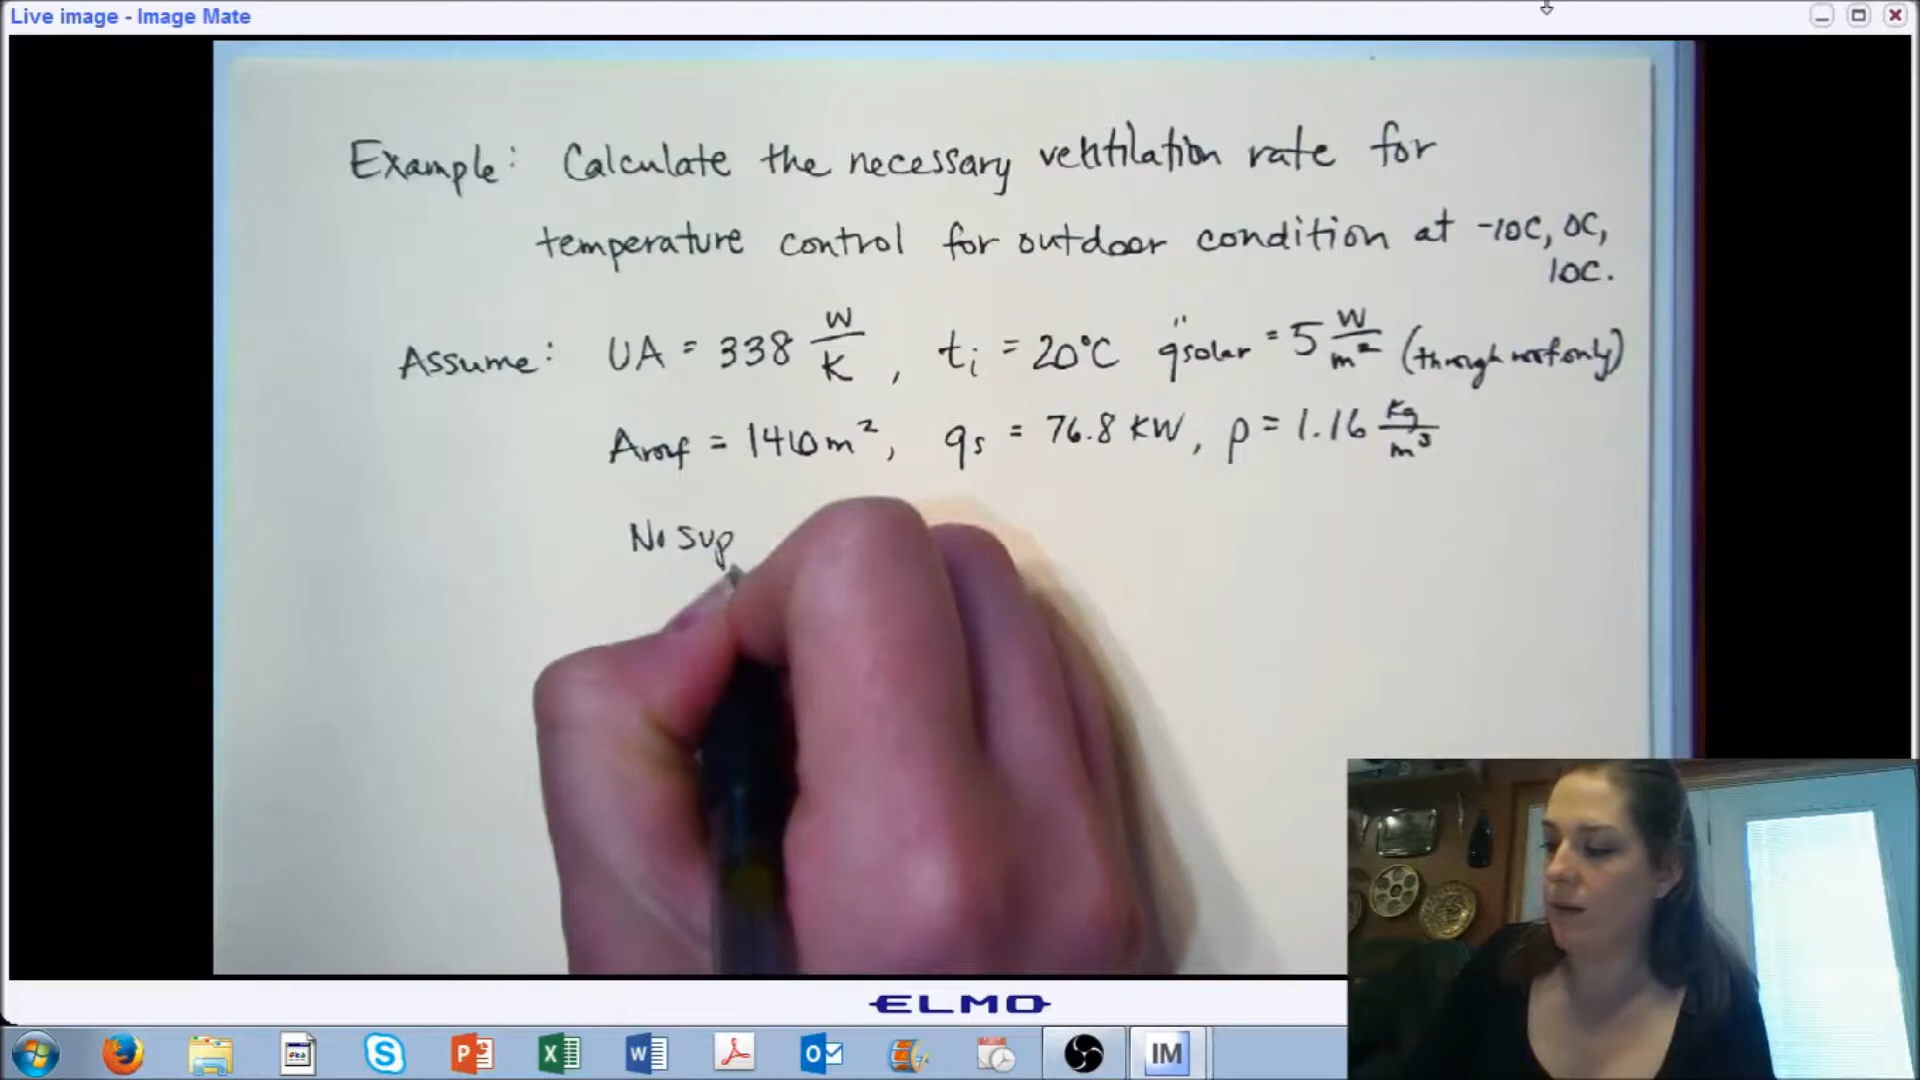 Live image - Image Mate
Example: Calculate the necessary ventilation rate for
temperature control for outdoor condition at -10C, 0C,
10C.
Assume: UA = 338 W/K, ti = 20°C q̈solar = 5 W/m² (through roof only)
Aroof = 1410m², qs = 76.8 KW, ρ = 1.16 Kg/m³
No Sup
ELMO
IM